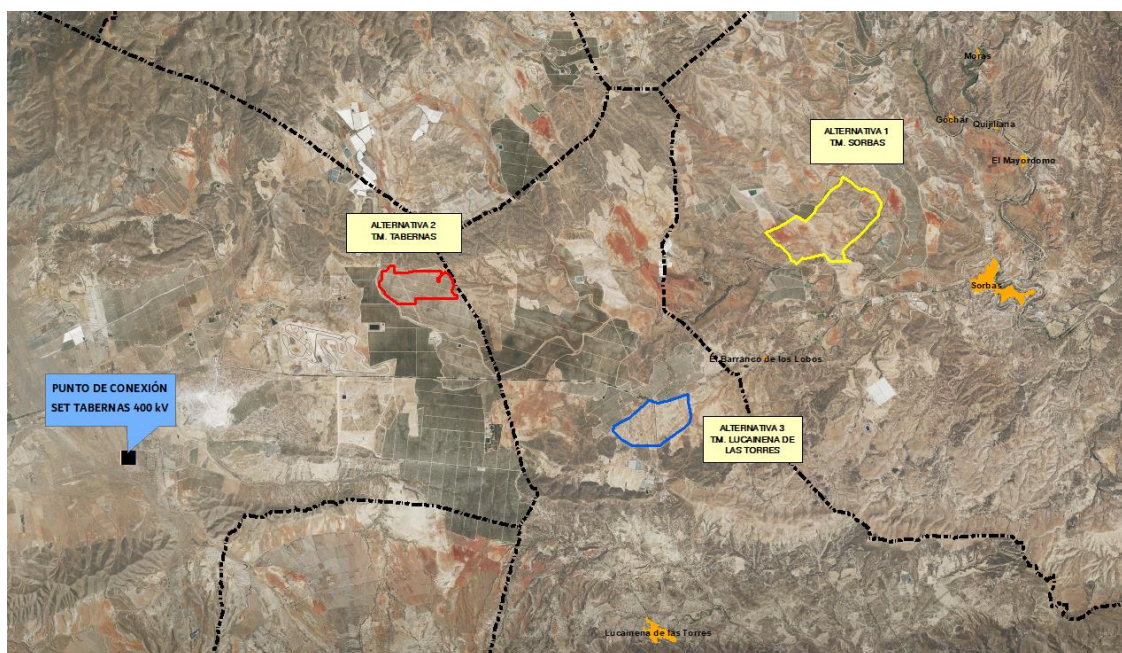 Moras
Gochar
Quijiliana
El Mayordomo
ALTERNATIVA 1
T.M. SORBAS
ALTERNATIVA 2
T.M. TABERNAS
Sorbas
El Barranco de los Lobos
PUNTO DE CONEXIÓN
SET TABERNAS 400 kV
ALTERNATIVA 3
T.M. LUCAINENA DE
LAS TORRES
Lucainena de las Torres